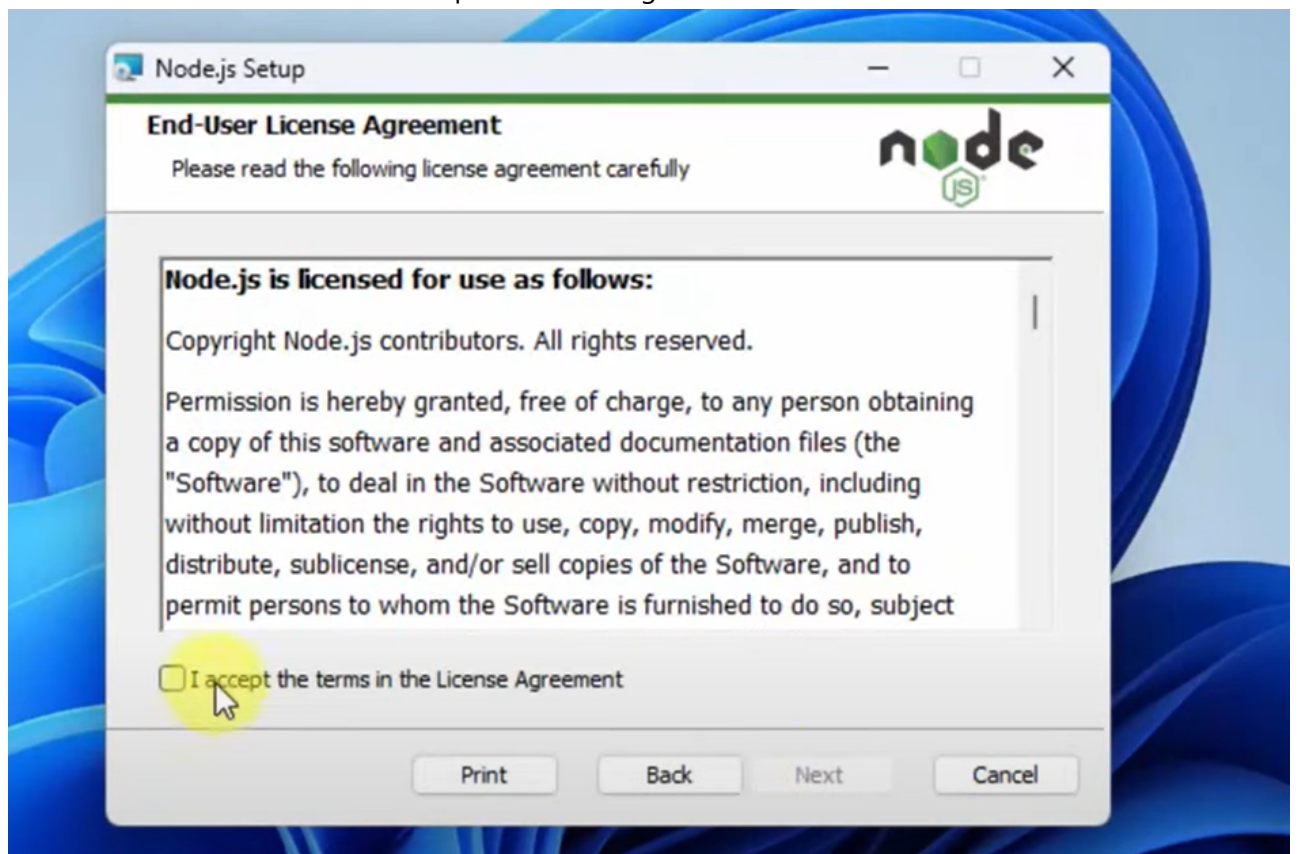 Node.js Setup
End-User License Agreement
Please read the following license agreement carefully
node
JS
Node.js is licensed for use as follows:
Copyright Node.js contributors. All rights reserved.
Permission is hereby granted, free of charge, to any person obtaining
a copy of this software and associated documentation files (the
"Software"), to deal in the Software without restriction, including
without limitation the rights to use, copy, modify, merge, publish,
distribute, sublicense, and/or sell copies of the Software, and to
permit persons to whom the Software is furnished to do so, subject
I accept the terms in the License Agreement
Print Back Next Cancel